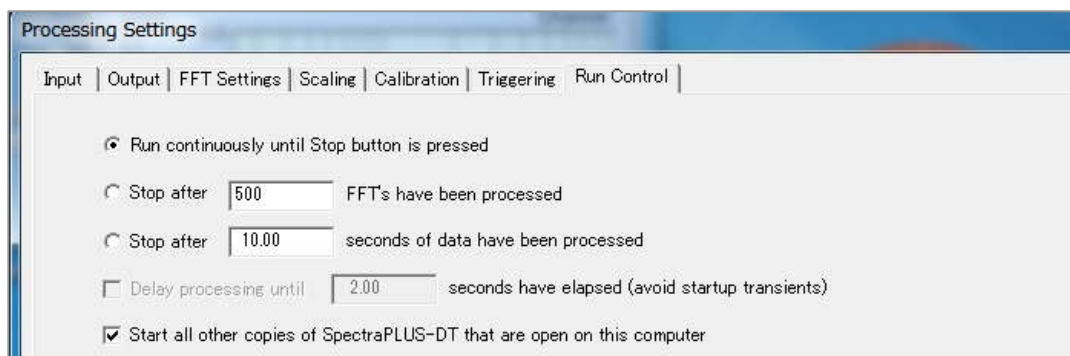 Processing Settings
Input Output FFT Settings Scaling Calibration Triggering Run Control
Run continuously until Stop button is pressed
Stop after 500 FFT's have been processed
Stop after 10.00 seconds of data have been processed
Delay processing until 2.00 seconds have elapsed (avoid startup transients)
Start all other copies of SpectraPLUS-DT that are open on this computer